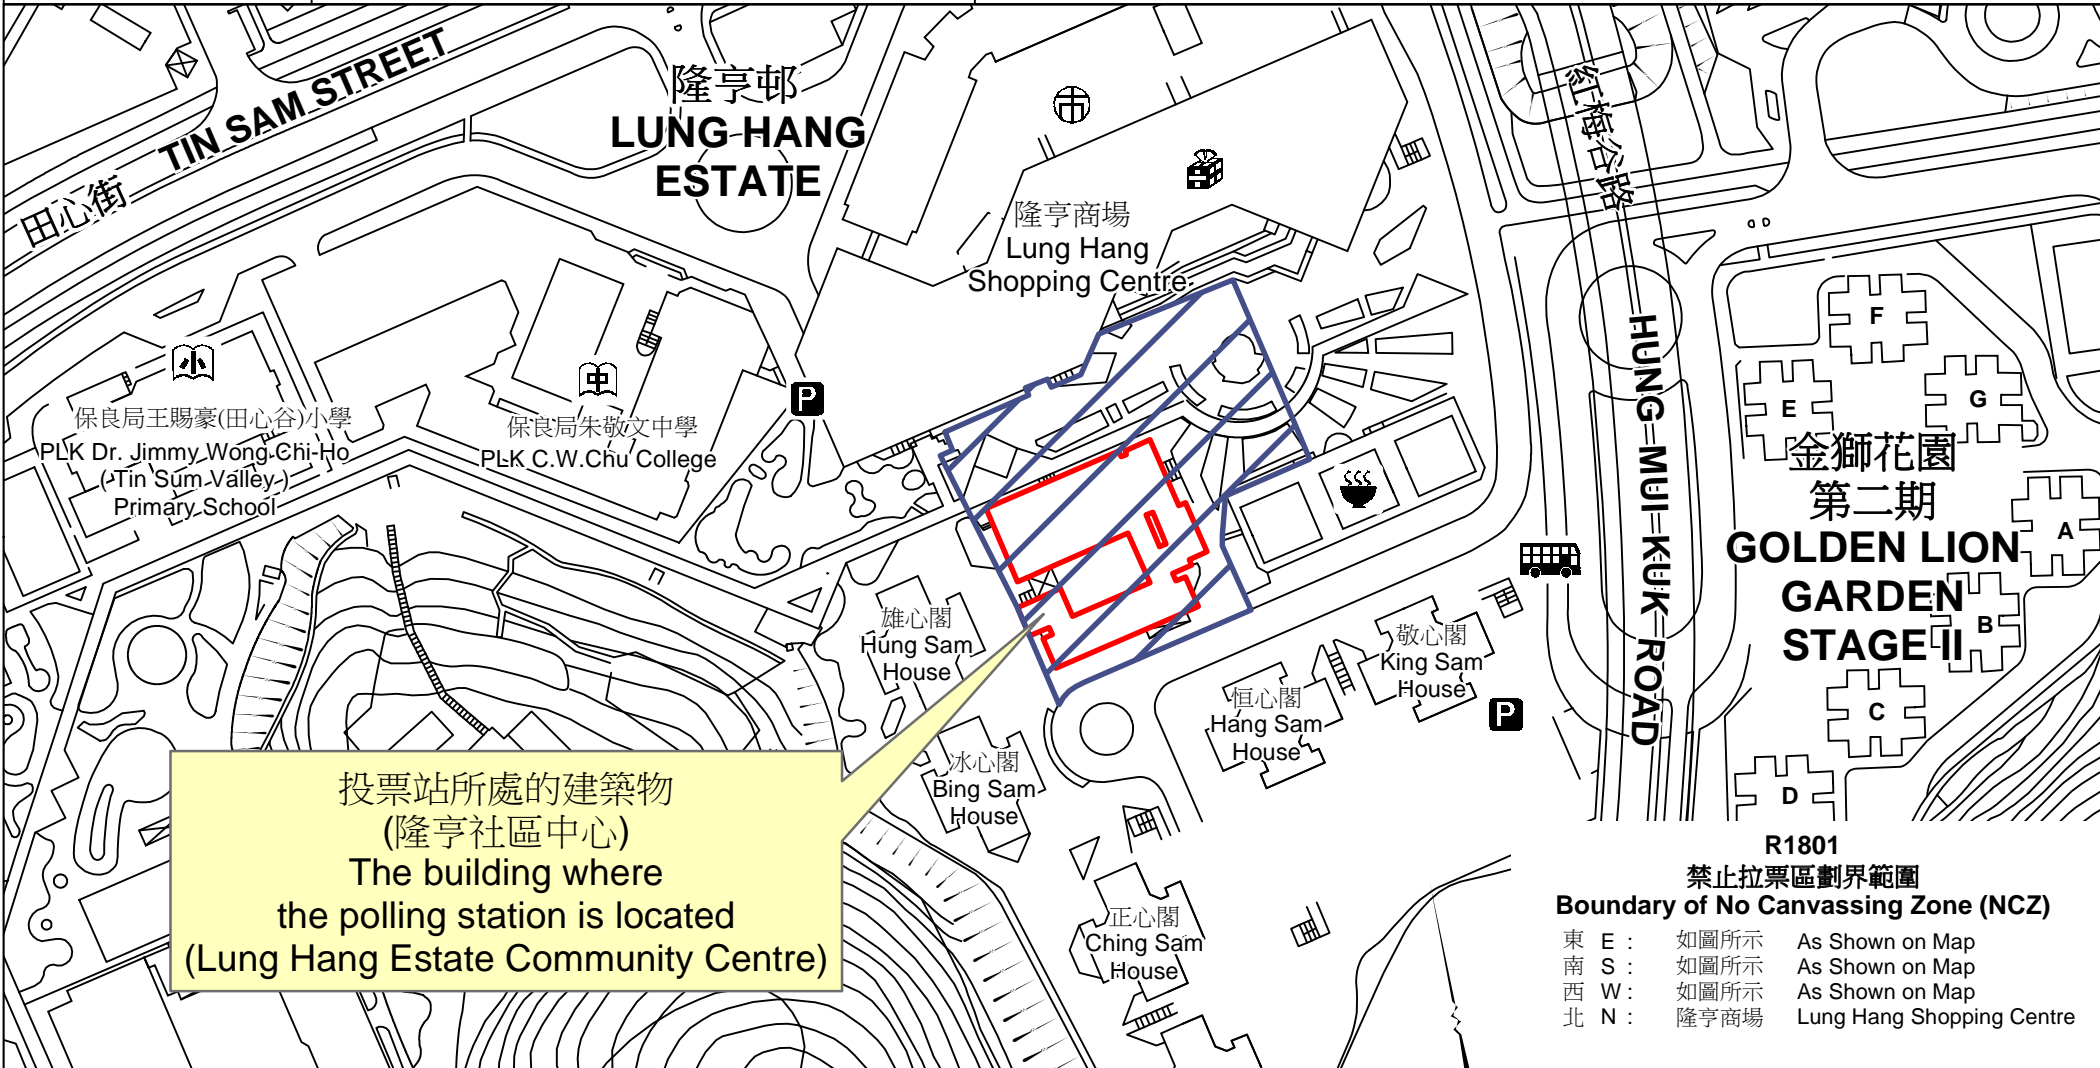 田心街 TIN SAM STREET
隆亨邨
LUNG HANG
ESTATE
市
隆亨商場
Lung Hang
Shopping Centre
紅梅谷路
HUNG MUI KUK ROAD
小
保良局王賜豪(田心谷)小學
PLK Dr. Jimmy Wong Chi-Ho
( Tin Sum Valley )
Primary School
中
保良局朱敬文中學
PLK C.W.Chu College
P
F
E
G
金獅花園
第二期
GOLDEN LION
GARDEN
STAGE II
A
B
C
D
雄心閣
Hung Sam
House
敬心閣
King Sam
House
恒心閣
Hang Sam
House
P
冰心閣
Bing Sam
House
正心閣
Ching Sam
House
投票站所處的建築物
(隆亨社區中心)
The building where
the polling station is located
(Lung Hang Estate Community Centre)
R1801
禁止拉票區劃界範圍
Boundary of No Canvassing Zone (NCZ)
東 E : 如圖所示 As Shown on Map
南 S : 如圖所示 As Shown on Map
西 W : 如圖所示 As Shown on Map
北 N : 隆亨商場 Lung Hang Shopping Centre